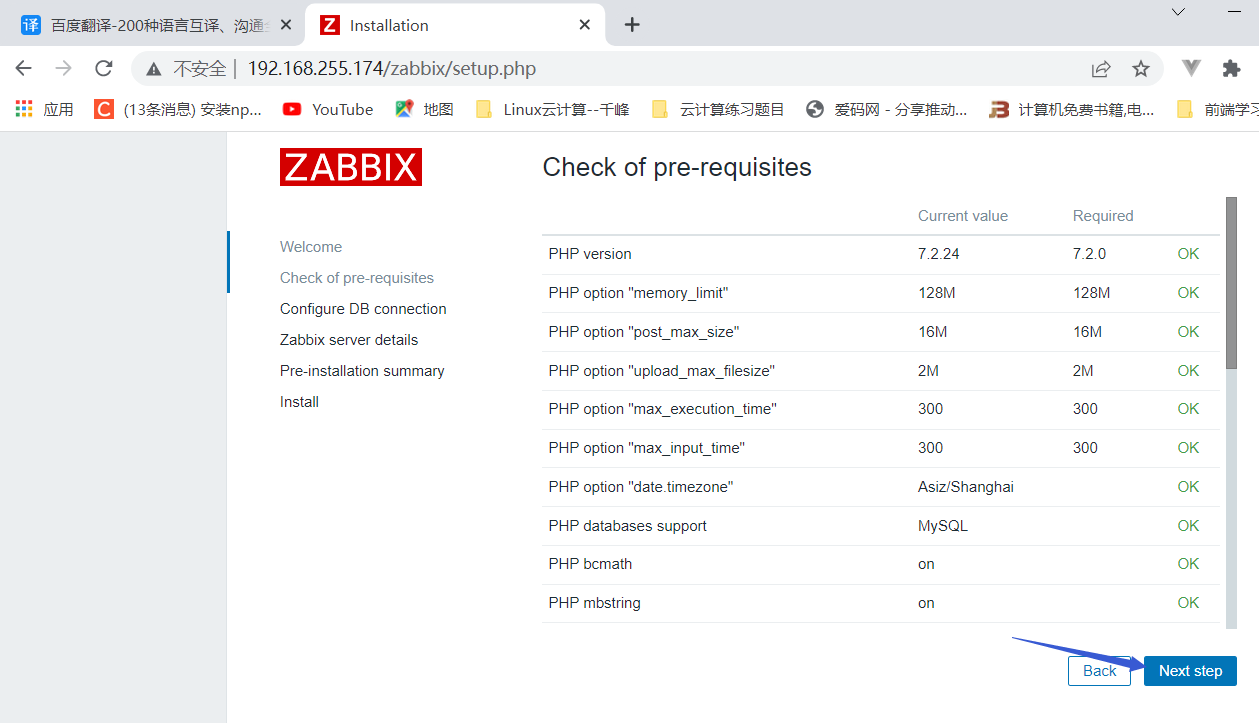 译 百度翻译-200种语言互译、沟通全
Z Installation
不安全 | 192.168.255.174/zabbix/setup.php
应用 C (13条消息) 安装np... YouTube 地图 Linux云计算--千峰 云计算练习题目 爱码网 - 分享推动... 计算机免费书籍,电... 前端学习
ZABBIX
Welcome
Check of pre-requisites
Configure DB connection
Zabbix server details
Pre-installation summary
Install
Check of pre-requisites
Current value Required
PHP version 7.2.24 7.2.0 OK
PHP option "memory_limit" 128M 128M OK
PHP option "post_max_size" 16M 16M OK
PHP option "upload_max_filesize" 2M 2M OK
PHP option "max_execution_time" 300 300 OK
PHP option "max_input_time" 300 300 OK
PHP option "date.timezone" Asiz/Shanghai OK
PHP databases support MySQL OK
PHP bcmath on OK
PHP mbstring on OK
Back Next step